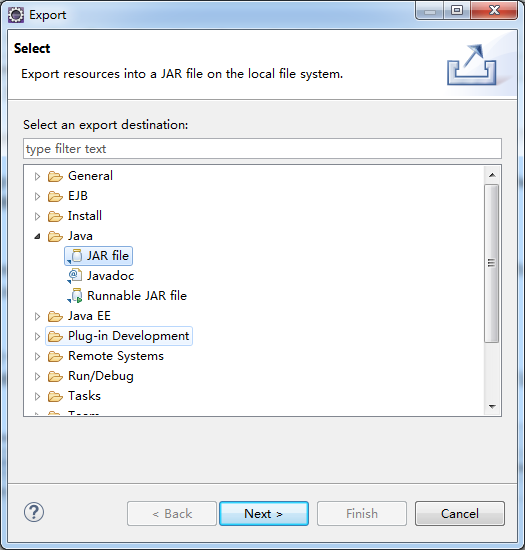 Export
Select
Export resources into a JAR file on the local file system.
Select an export destination:
type filter text
General
EJB
Install
Java
JAR file
Javadoc
Runnable JAR file
Java EE
Plug-in Development
Remote Systems
Run/Debug
Tasks
Team
< Back
Next >
Finish
Cancel